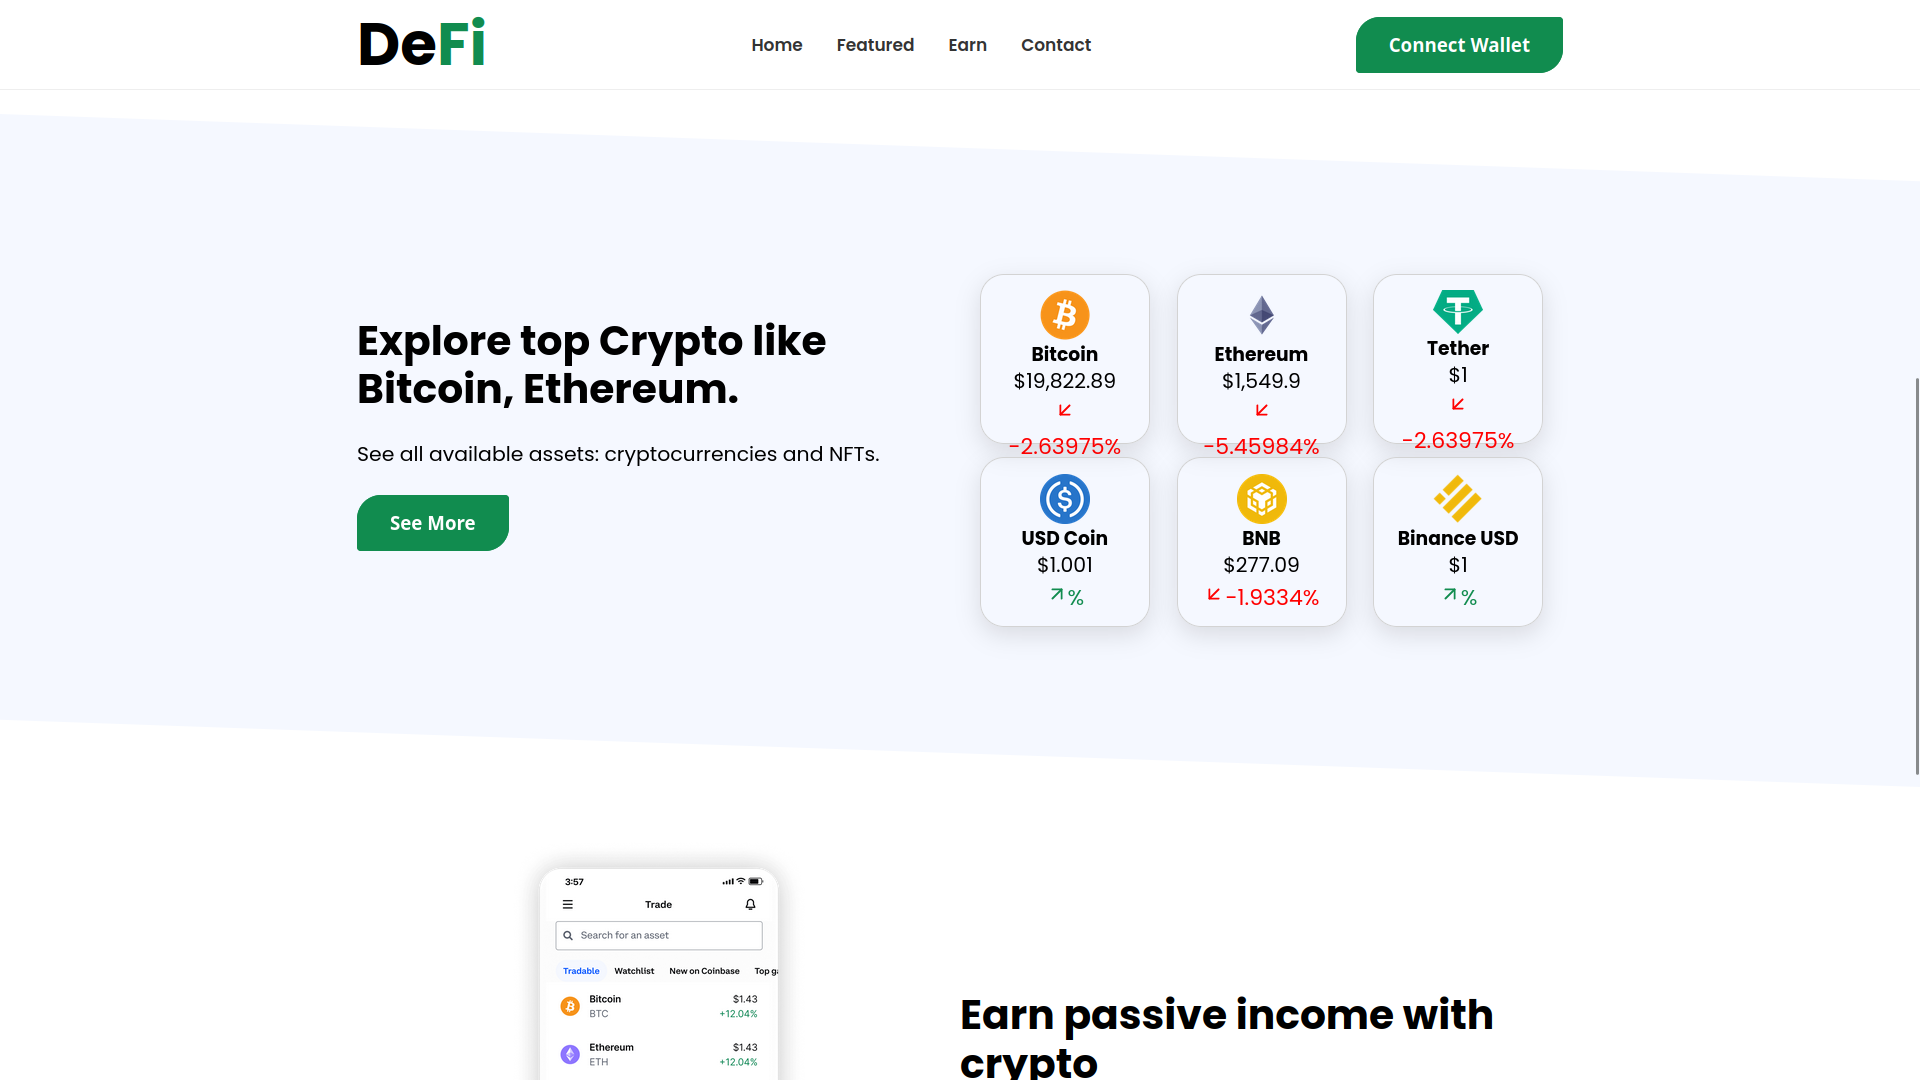 DeFi
Home Featured Earn Contact
Connect Wallet
Explore top Crypto like
Bitcoin, Ethereum.
See all available assets: cryptocurrencies and NFTs.
See More
Bitcoin
$19,822.89
-2.63975%
Ethereum
$1,549.9
-5.45984%
Tether
$1
-2.63975%
USD Coin
$1.001
%
BNB
$277.09
-1.9334%
Binance USD
$1
%
3:57
Trade
Search for an asset
Tradable Watchlist New on Coinbase Top ga
Bitcoin $1.43
BTC +12.04%
Ethereum $1.43
ETH +12.04%
Earn passive income with
crypto